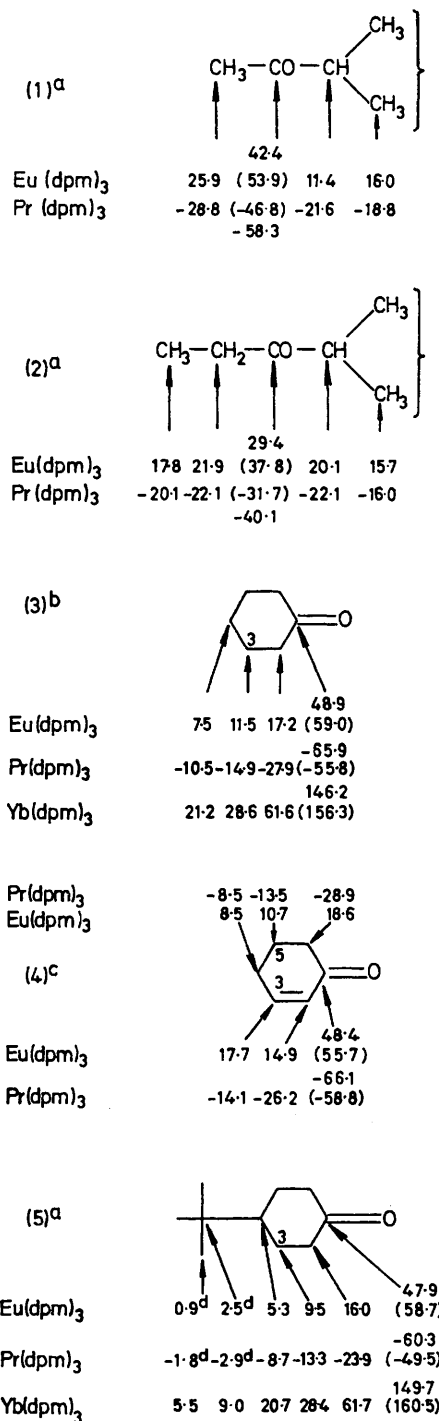 CH₃
(1)ᵃ CH₃ — CO — CH
CH₃
42·4
Eu (dpm)₃ 25·9 (53·9) 11·4 16·0
Pr (dpm)₃ -28·8 (-46·8) -21·6 -18·8
-58·3
CH₃
(2)ᵃ CH₃ — CH₂ — CO — CH
CH₃
29·4
Eu(dpm)₃ 17·8 21·9 (37·8) 20·1 15·7
Pr(dpm)₃ -20·1 -22·1 (-31·7) -22·1 -16·0
-40·1
(3)ᵇ O
3
48·9
Eu(dpm)₃ 7·5 11·5 17·2 (59·0)
-65·9
Pr(dpm)₃ -10·5 -14·9 -27·9 (-55·8)
146·2
Yb(dpm)₃ 21·2 28·6 61·6 (156·3)
Pr(dpm)₃ -8·5 -13·5 -28·9
Eu(dpm)₃ 8·5 10·7 18·6
5
(4)ᶜ O
3
48·4
Eu(dpm)₃ 17·7 14·9 (55·7)
-66·1
Pr(dpm)₃ -14·1 -26·2 (-58·8)
(5)ᵃ O
3
47·9
Eu(dpm)₃ 0·9ᵈ 2·5ᵈ 5·3 9·5 16·0 (58·7)
-60·3
Pr(dpm)₃ -1·8ᵈ -2·9ᵈ -8·7 -13·3 -23·9 (-49·5)
149·7
Yb(dpm)₃ 5·5 9·0 20·7 28·4 61·7 (160·5)